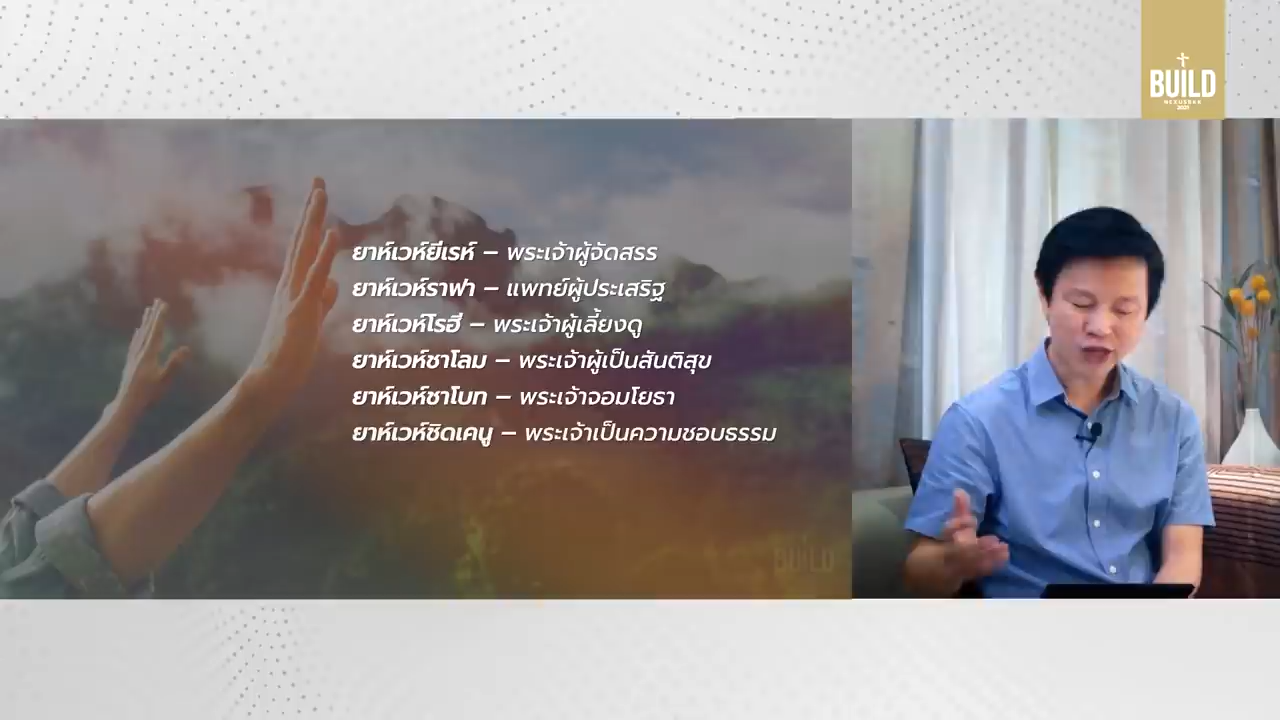 BUILD
NEXUSBKK
2021
ยาห์เวห์ยีเรห์ – พระเจ้าผู้จัดสรร
ยาห์เวห์ราฟา – แพทย์ผู้ประเสริฐ
ยาห์เวห์โรฮี – พระเจ้าผู้เลี้ยงดู
ยาห์เวห์ชาโลม – พระเจ้าผู้เป็นสันติสุข
ยาห์เวห์ซาโบท – พระเจ้าจอมโยธา
ยาห์เวห์ซิดเคนู – พระเจ้าเป็นความชอบธรรม
BUILD